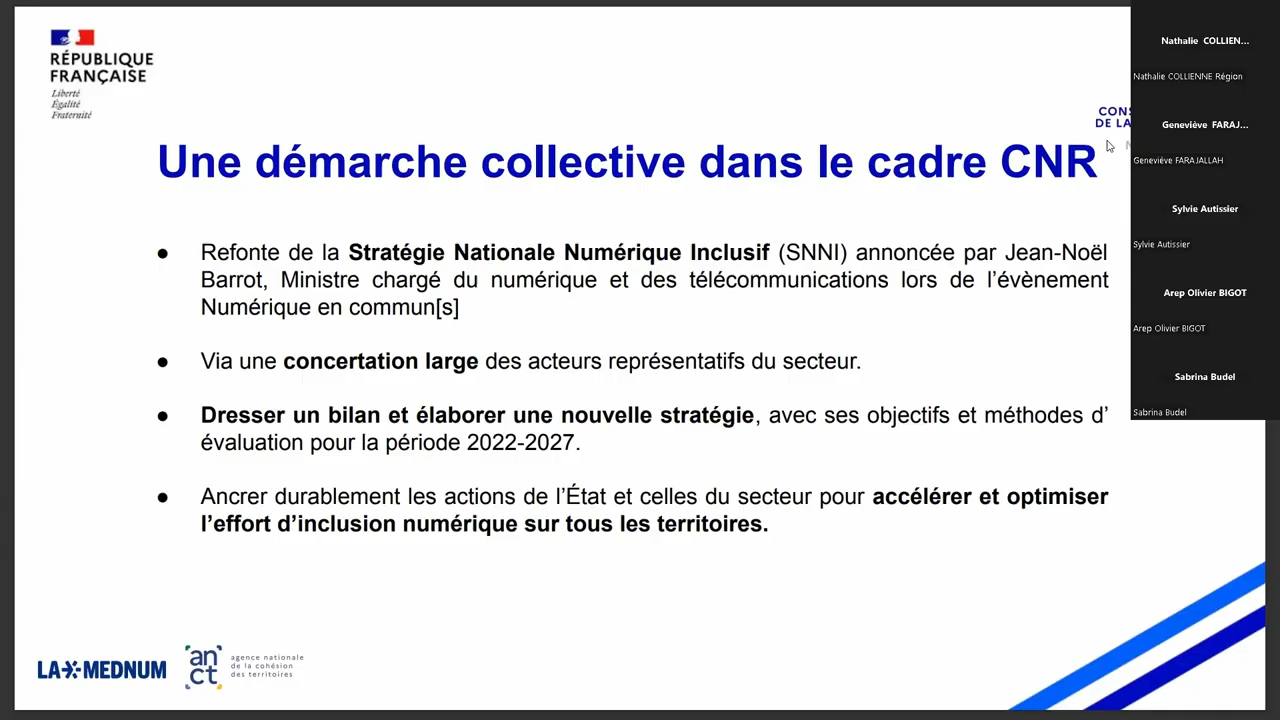 RÉPUBLIQUE
FRANÇAISE
Liberté
Égalité
Fraternité
DE LA
Une démarche collective dans le cadre CNR
● Refonte de la Stratégie Nationale Numérique Inclusif (SNNI) annoncée par Jean-Noël
Barrot, Ministre chargé du numérique et des télécommunications lors de l’évènement
Numérique en commun[s]
● Via une concertation large des acteurs représentatifs du secteur.
● Dresser un bilan et élaborer une nouvelle stratégie, avec ses objectifs et méthodes d’
évaluation pour la période 2022-2027.
● Ancrer durablement les actions de l’État et celles du secteur pour accélérer et optimiser
l’effort d’inclusion numérique sur tous les territoires.
LA MEDNUM
an
ct
agence nationale
de la cohésion
des territoires
Nathalie COLLIEN...
Nathalie COLLIENNE Région
Geneviève FARAJ...
Geneviève FARAJALLAH
Sylvie Autissier
Sylvie Autissier
Arep Olivier BIGOT
Arep Olivier BIGOT
Sabrina Budel
Sabrina Budel